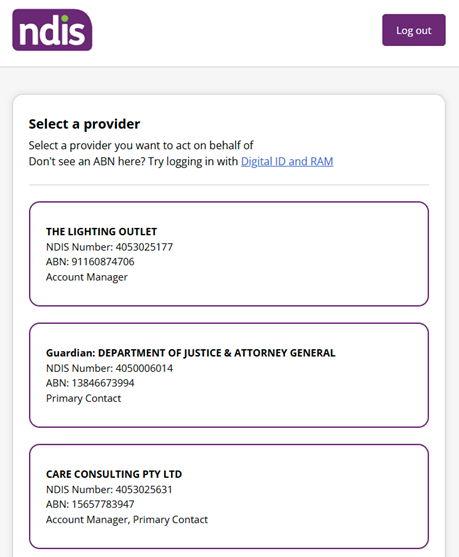 ndis
Log out
Select a provider
Select a provider you want to act on behalf of
Don't see an ABN here? Try logging in with Digital ID and RAM
THE LIGHTING OUTLET
NDIS Number: 4053025177
ABN: 91160874706
Account Manager
Guardian: DEPARTMENT OF JUSTICE & ATTORNEY GENERAL
NDIS Number: 4050006014
ABN: 13846673994
Primary Contact
CARE CONSULTING PTY LTD
NDIS Number: 4053025631
ABN: 15657783947
Account Manager, Primary Contact